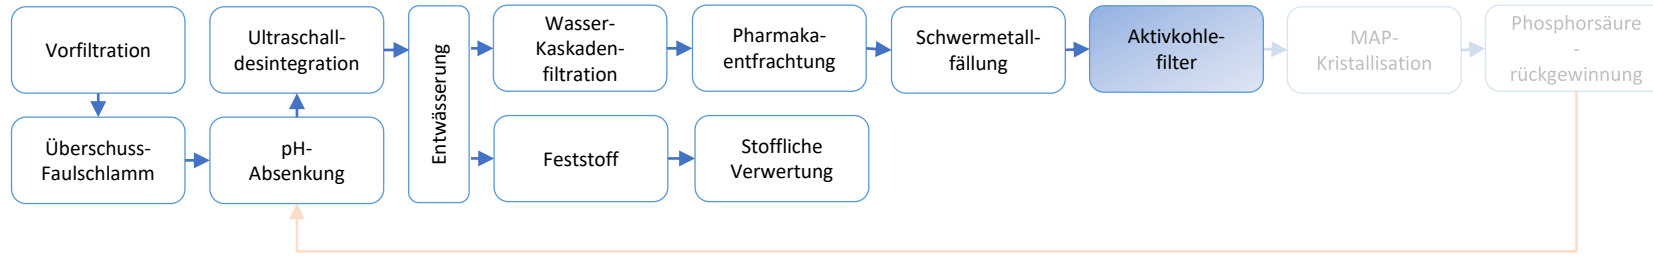 Vorfiltration
Überschuss-
Faulschlamm
pH-
Absenkung
Ultraschall-
desintegration
Entwässerung
Wasser-
Kaskaden-
filtration
Pharmaka-
entfrachtung
Schwermetall-
fällung
Aktivkohle-
filter
MAP-
Kristallisation
Phosphorsäure
-
rückgewinnung
Feststoff
Stoffliche
Verwertung